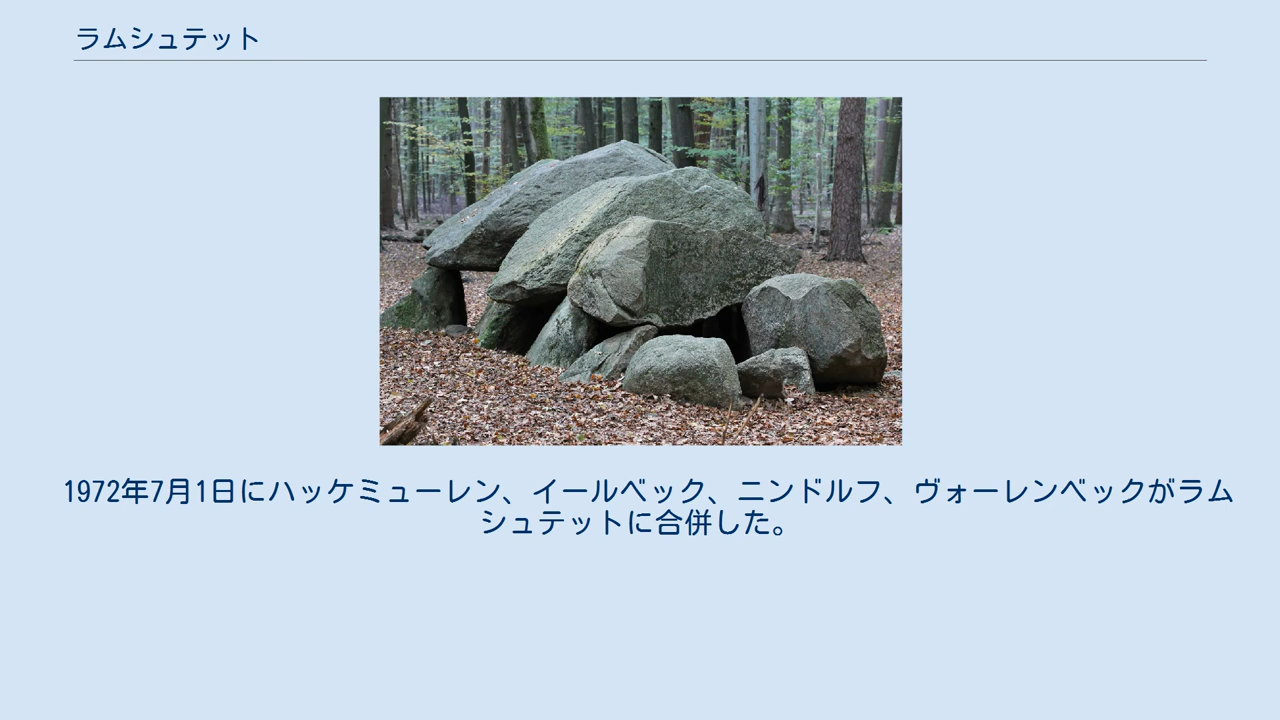 ラムシュテット
1972年7月1日にハッケミューレン、イールベック、ニンドルフ、ヴォーレンベックがラム
シュテットに合併した。